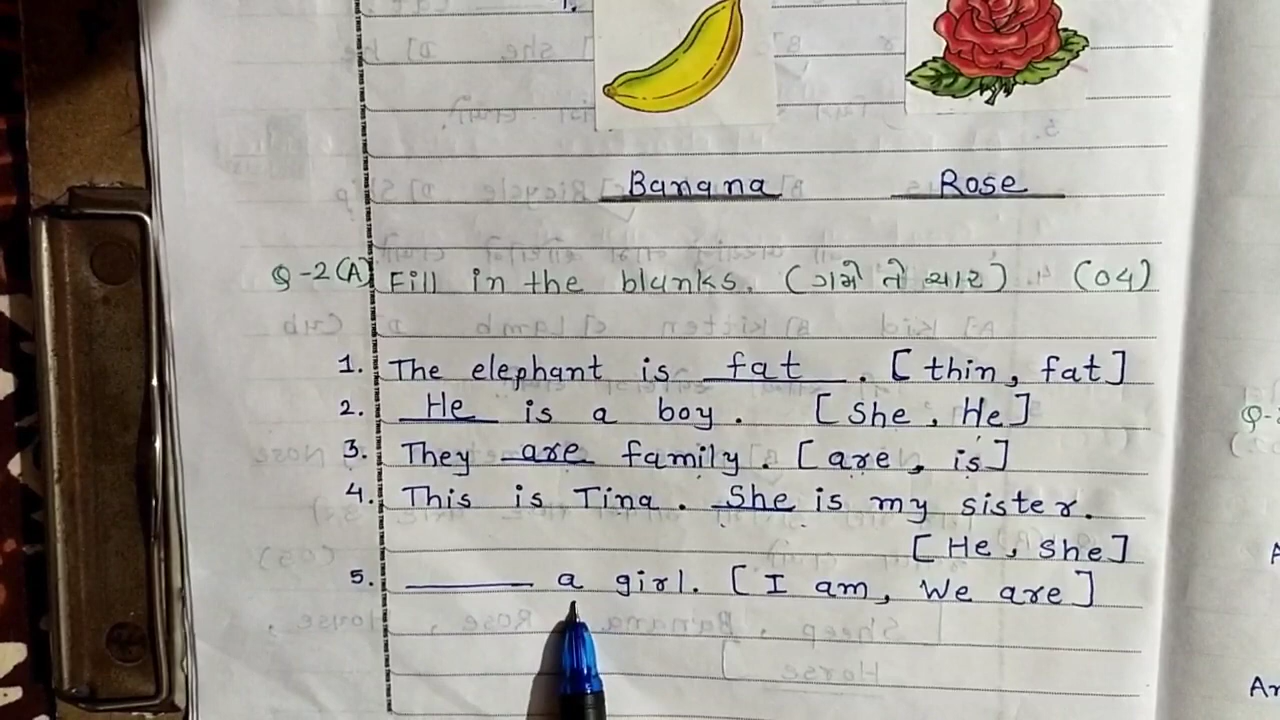 Banana Rose
Q-2(A) Fill in the blanks. (ગમે તે ચાર) (04)
1. The elephant is fat. [thin, fat]
2. He is a boy. [She, He]
3. They are family. [are, is]
4. This is Tina. She is my sister.
[He, She]
5. ______ a girl. [I am, We are]